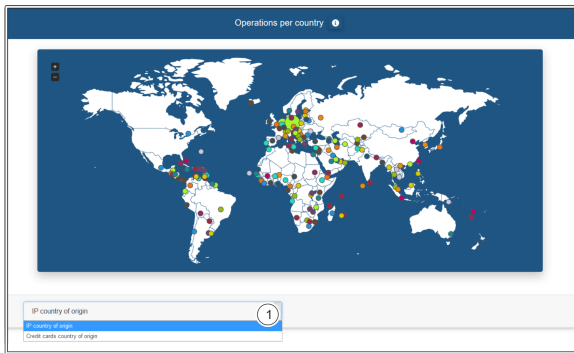 Operations per country i
+
−
IP country of origin
1
IP country of origin
Credit cards country of origin